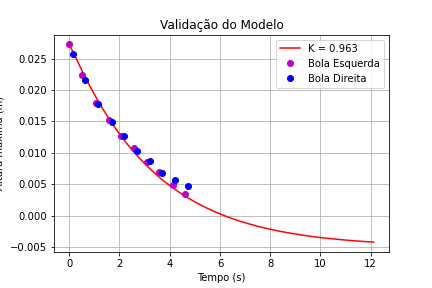 Validação do Modelo
K = 0.963
Bola Esquerda
Bola Direita
0.025
0.020
0.015
0.010
0.005
0.000
−0.005
0 2 4 6 8 10 12
Tempo (s)